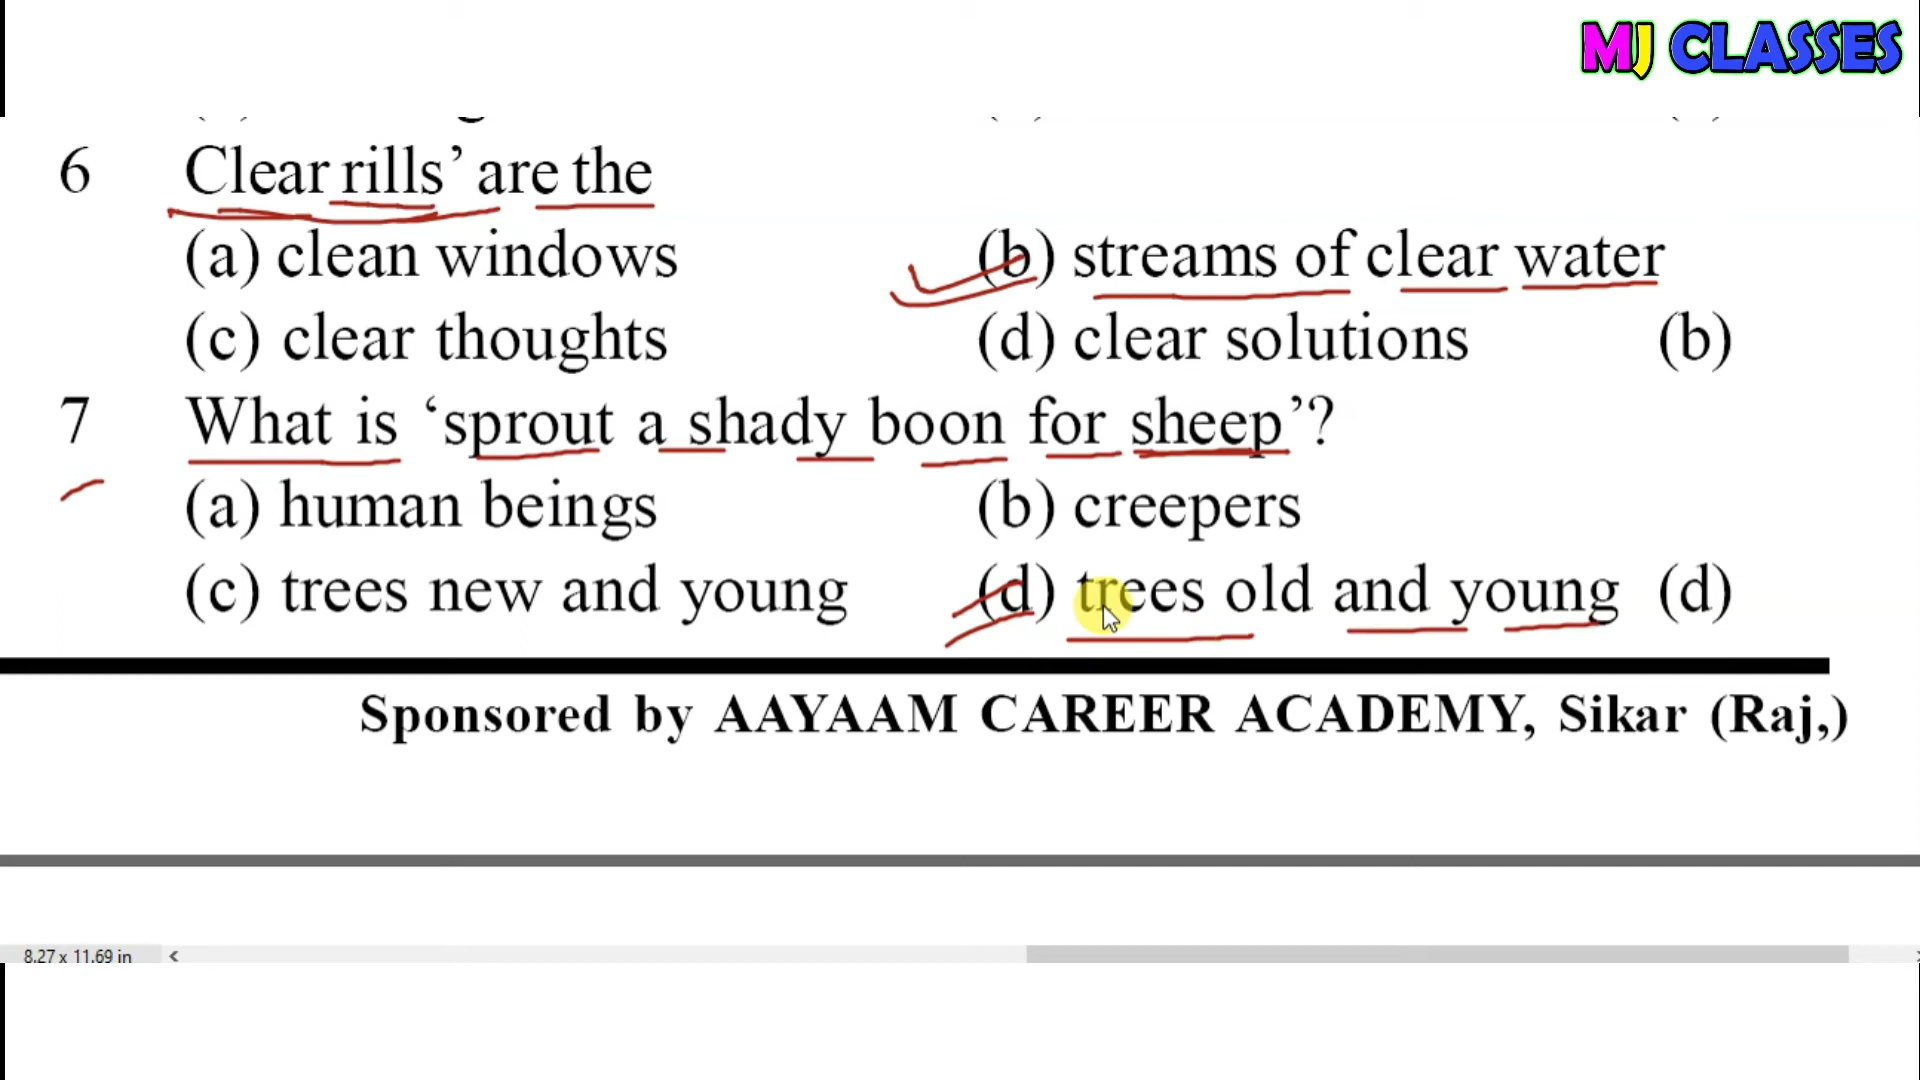 MJ CLASSES
6 Clear rills’ are the
(a) clean windows (b) streams of clear water
(c) clear thoughts (d) clear solutions (b)
7 What is ‘sprout a shady boon for sheep’?
(a) human beings (b) creepers
(c) trees new and young (d) trees old and young (d)
Sponsored by AAYAAM CAREER ACADEMY, Sikar (Raj,)
8.27 x 11.69 in